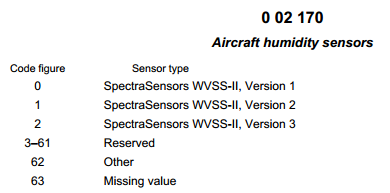 0 02 170
Aircraft humidity sensors
Code figure Sensor type
0 SpectraSensors WVSS-II, Version 1
1 SpectraSensors WVSS-II, Version 2
2 SpectraSensors WVSS-II, Version 3
3–61 Reserved
62 Other
63 Missing value